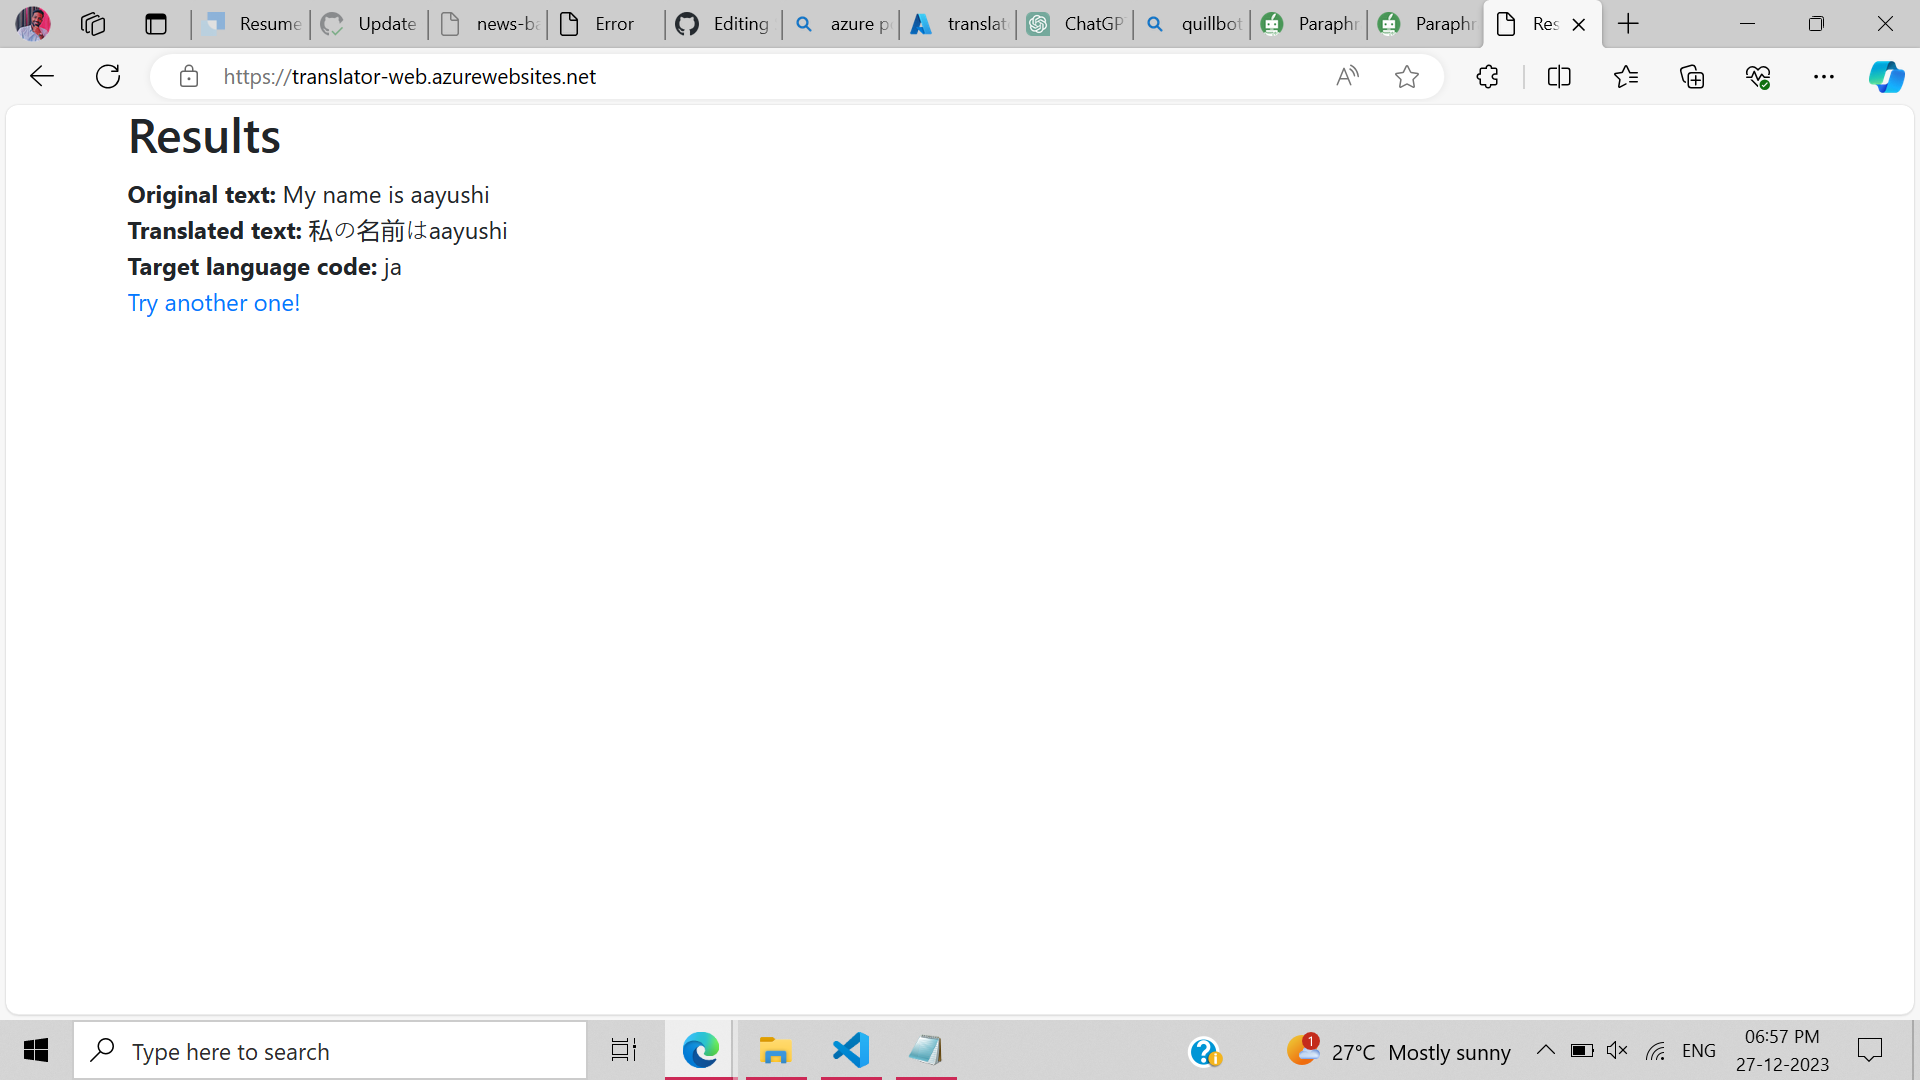 Resume
Update
news-ba
Error
Editing
azure p
translat
ChatGP
quillbot
Paraphr
Paraphr
Res
https://translator-web.azurewebsites.net
Results
Original text: My name is aayushi
Translated text: 私の名前はaayushi
Target language code: ja
Try another one!
Type here to search
1
27°C Mostly sunny
ENG
06:57 PM
27-12-2023